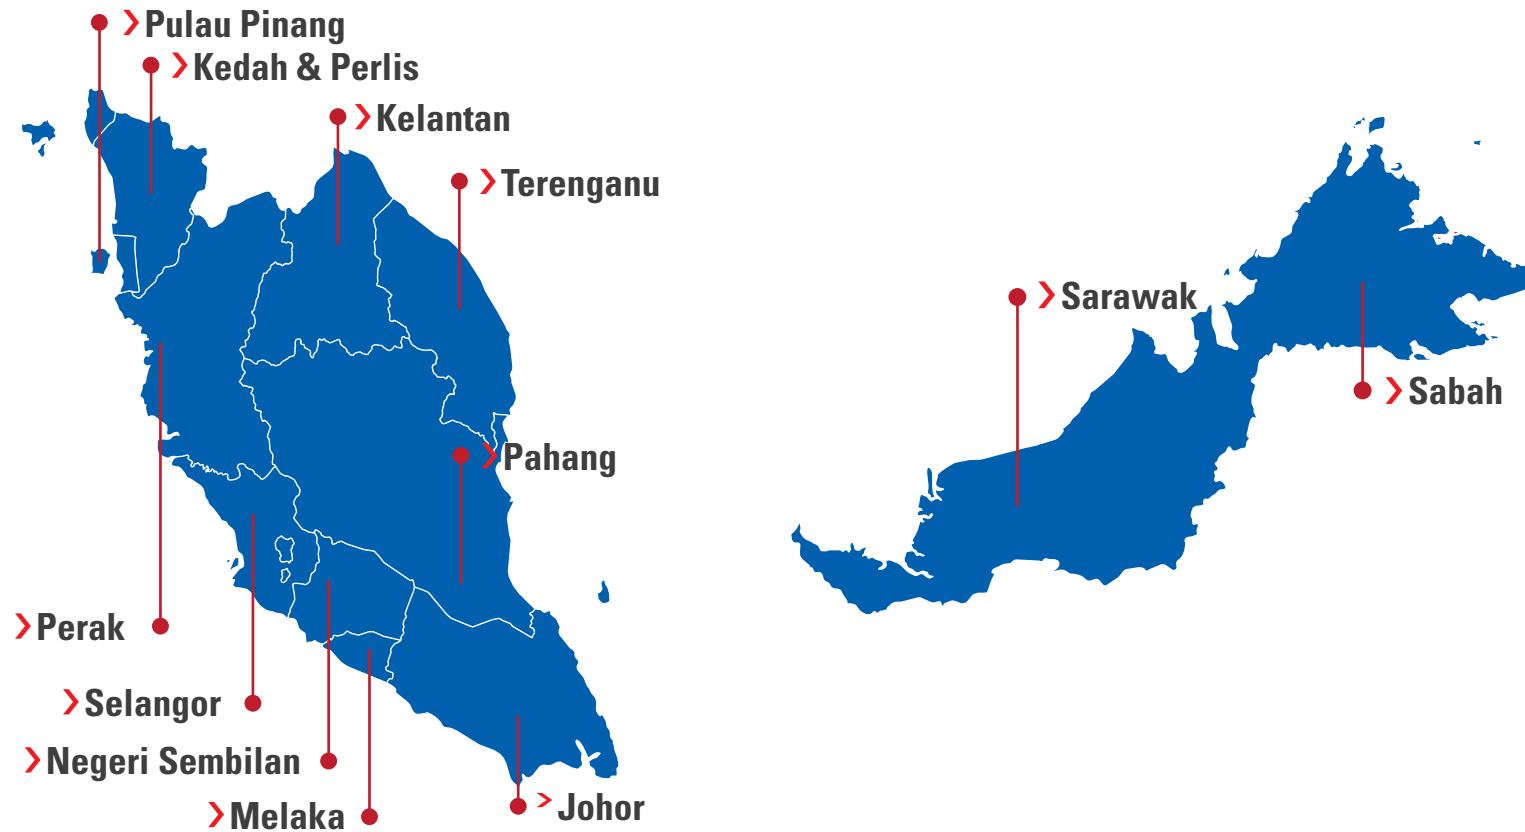 Pulau Pinang
Kedah & Perlis
Kelantan
Terenganu
Sarawak
Sabah
Pahang
Perak
Selangor
Negeri Sembilan
Melaka
Johor